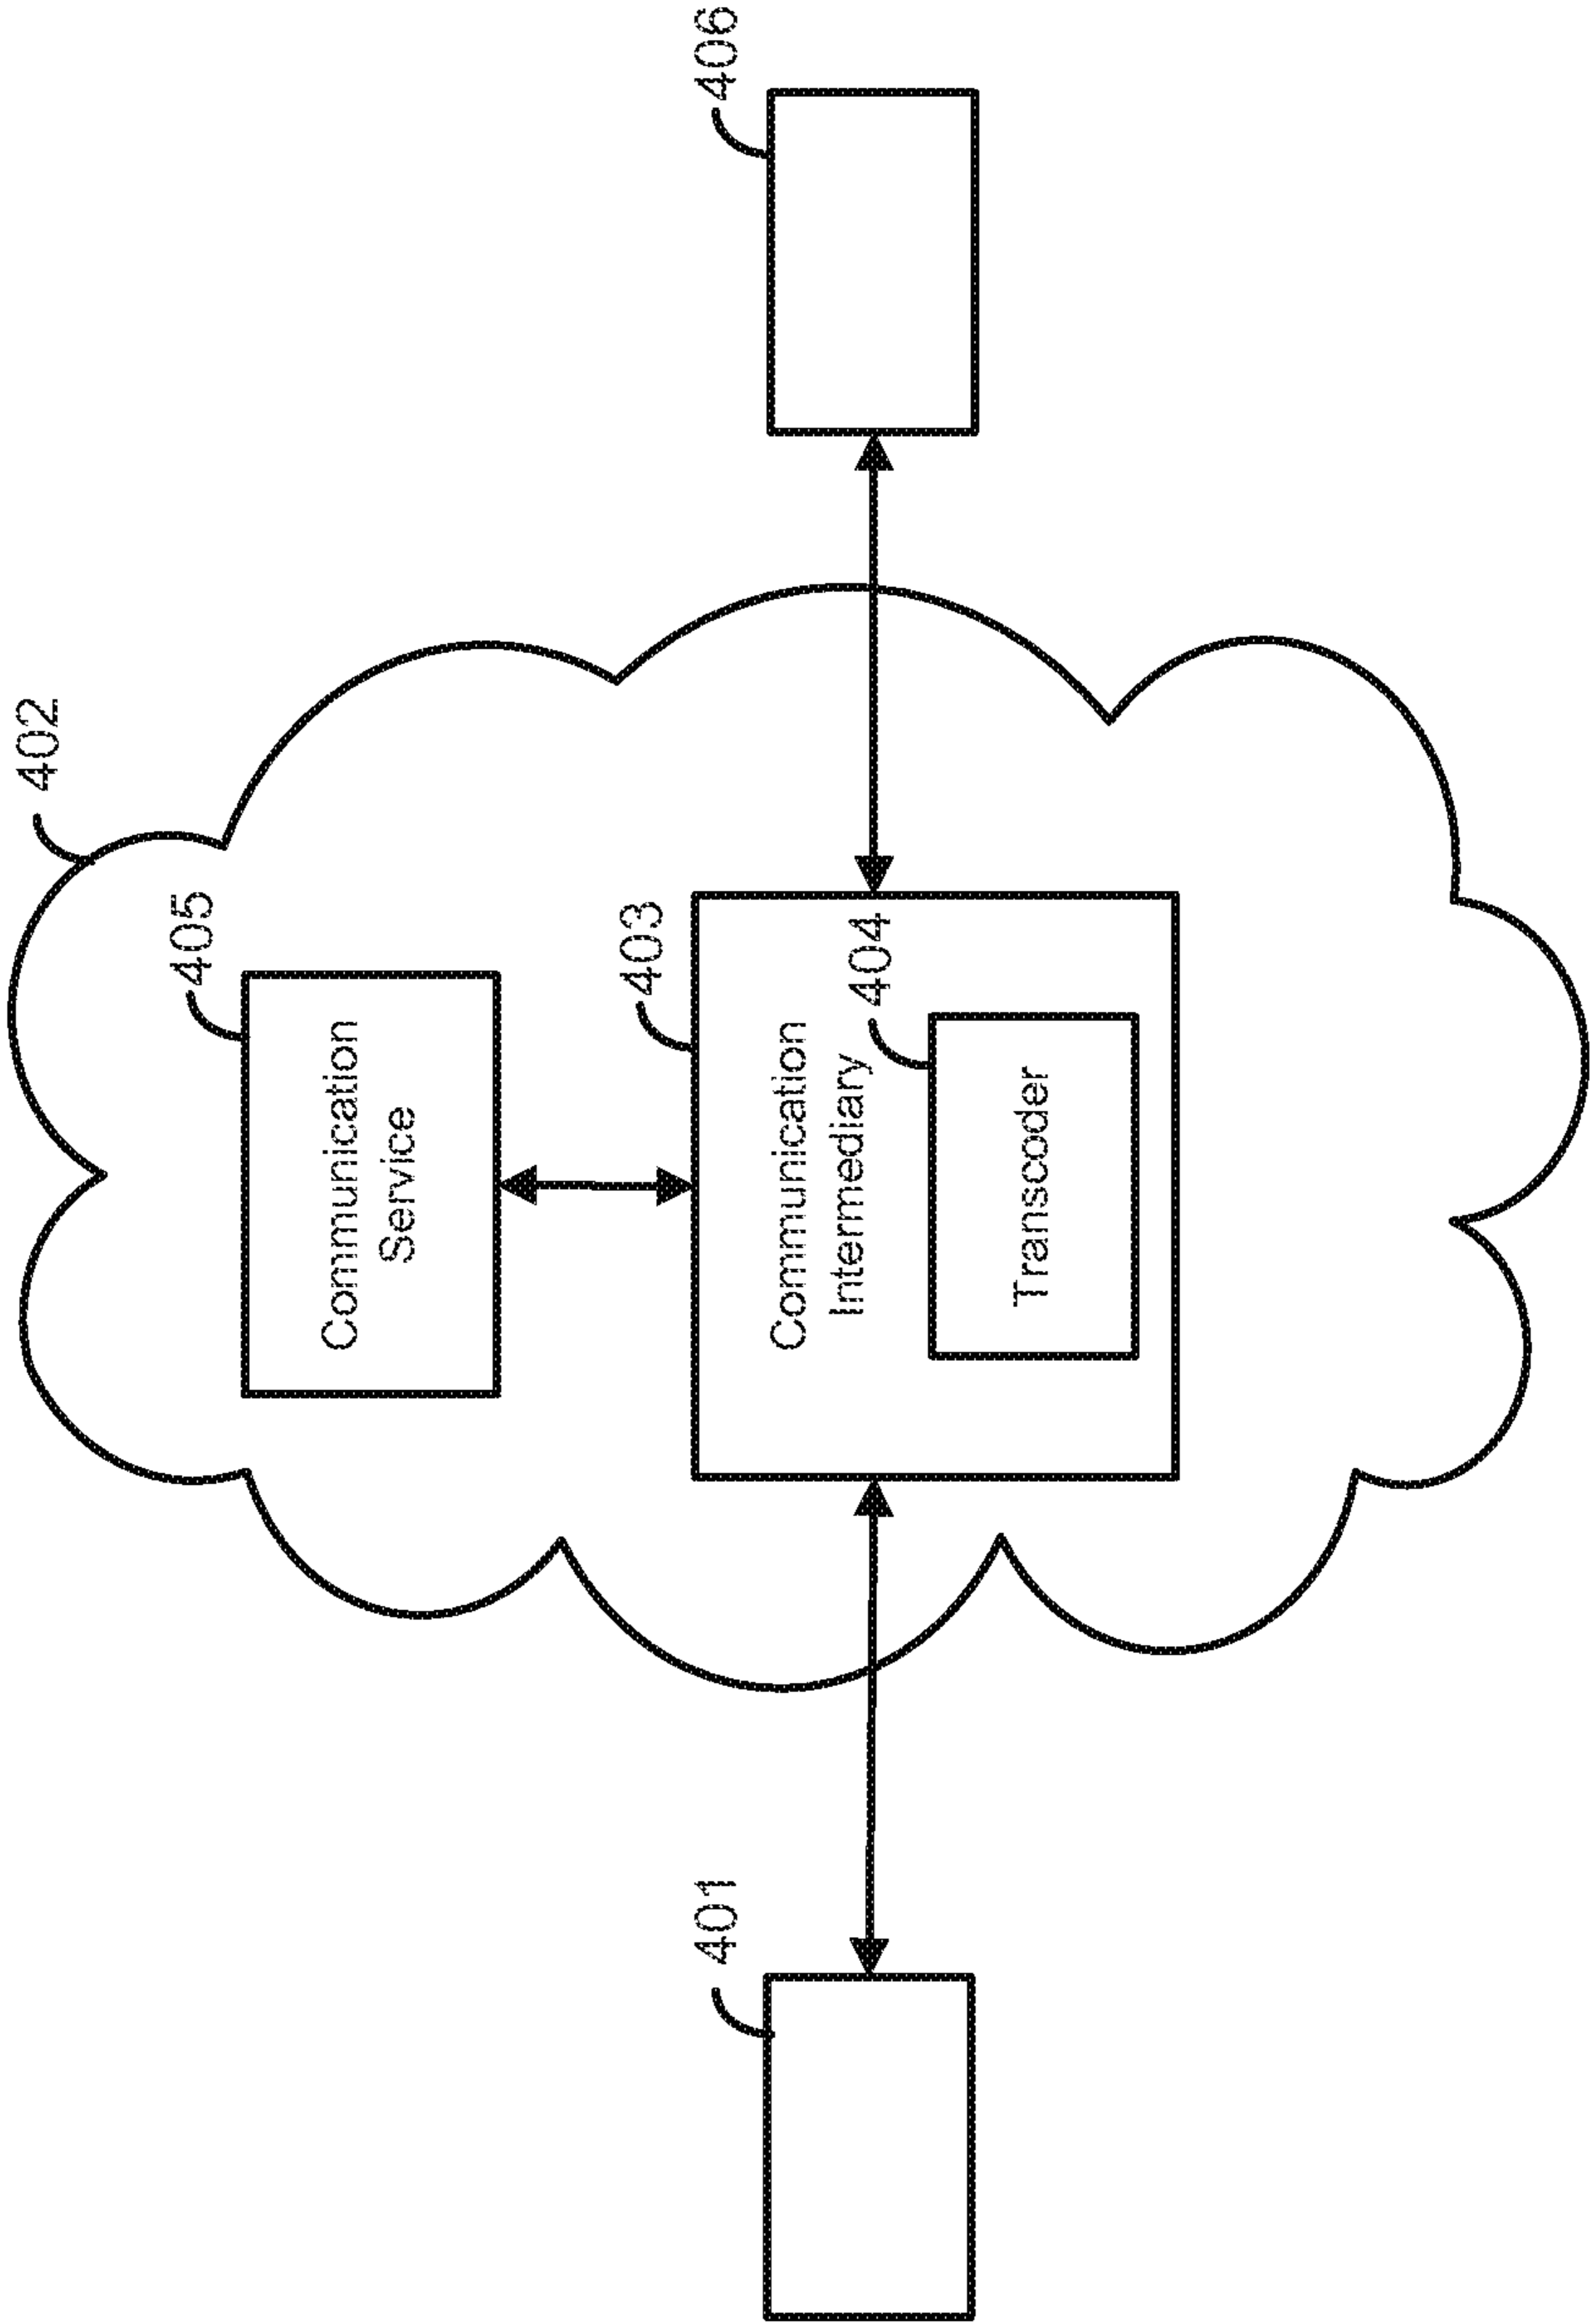 402
405
Communication
Service
403
Communication
Intermediary
404
Transcoder
401
406